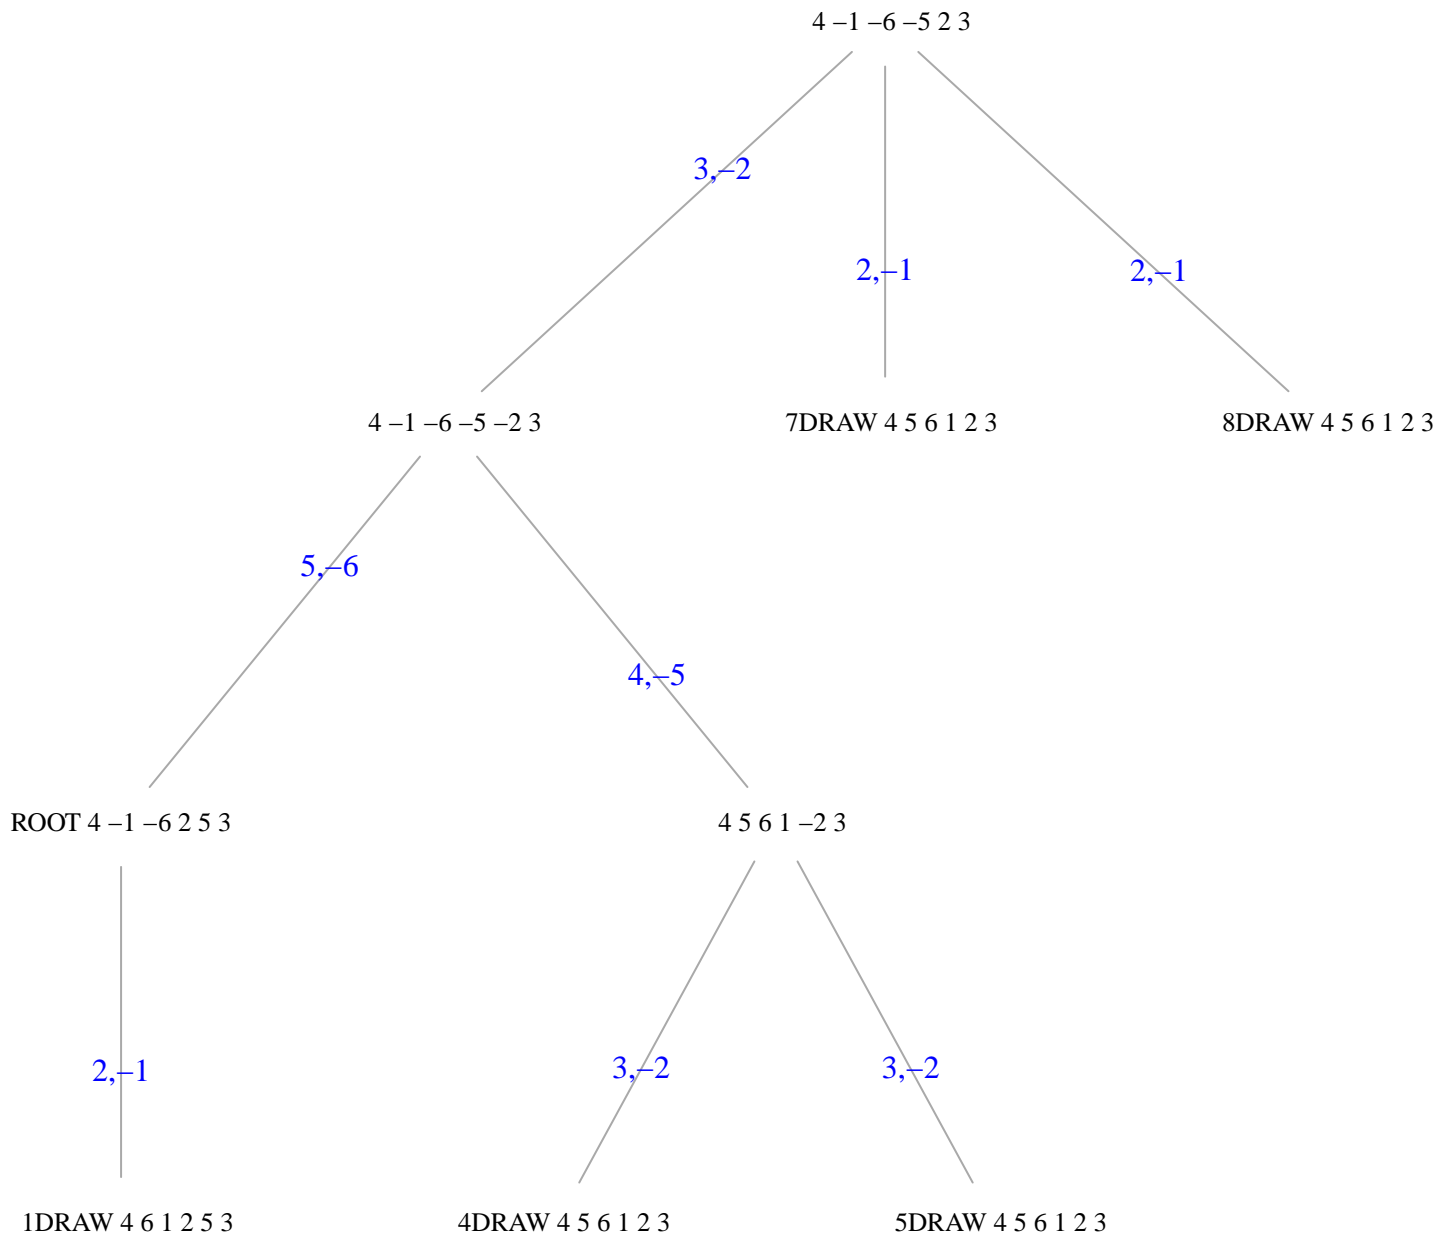 4 –1 –6 –5 2 3
3,–2
2,–1
2,–1
4 –1 –6 –5 –2 3
7DRAW 4 5 6 1 2 3
8DRAW 4 5 6 1 2 3
5,–6
4,–5
ROOT 4 –1 –6 2 5 3
4 5 6 1 –2 3
2,–1
3,–2
3,–2
1DRAW 4 6 1 2 5 3
4DRAW 4 5 6 1 2 3
5DRAW 4 5 6 1 2 3